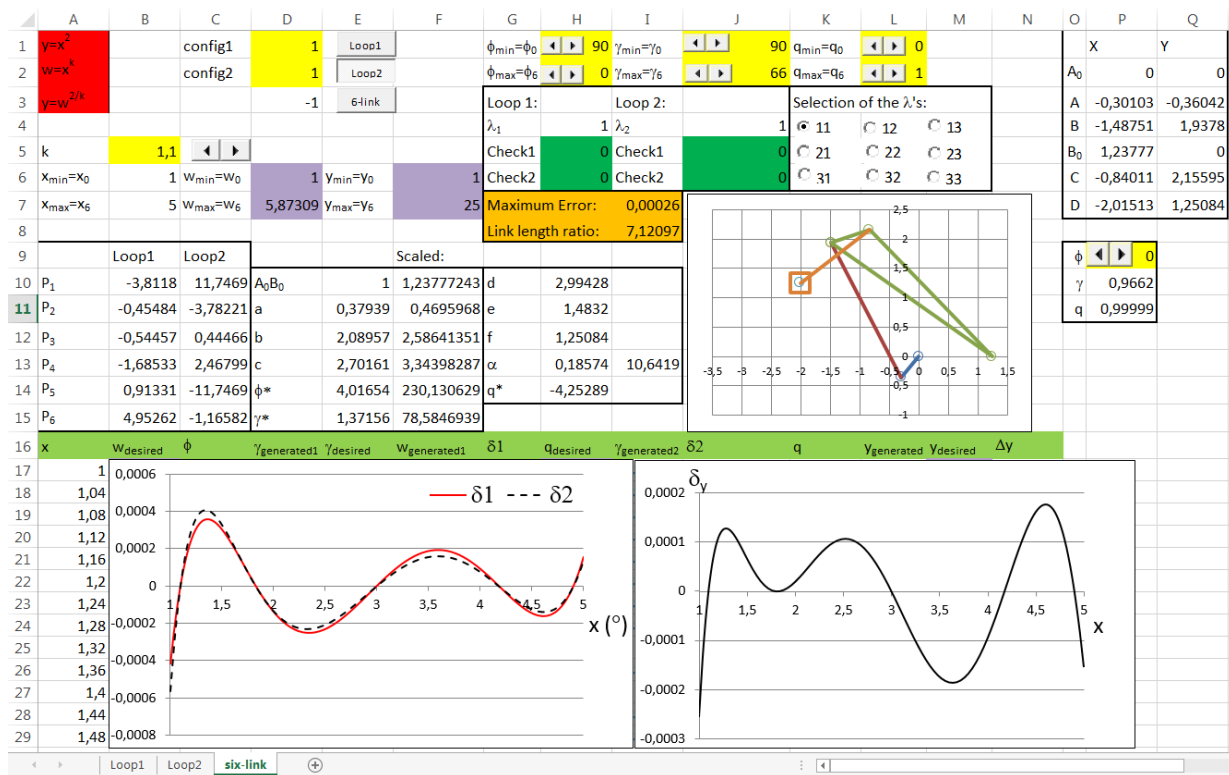 A B C D E F G H I J K L M N O P Q
1 y=x² config1 1 Loop1 ϕmin=ϕ0 90 γmin=γ0 90 qmin=q0 0 X Y
2 w=x^k config2 1 Loop2 ϕmax=ϕ6 0 γmax=γ6 66 qmax=q6 1 A0 0 0
3 y=w^2/k -1 6-link Loop 1: Loop 2: Selection of the λ's: A -0,30103 -0,36042
4 λ1 1 λ2 1 11 12 13 B -1,48751 1,9378
5 k 1,1 Check1 0 Check1 0 21 22 23 B0 1,23777 0
6 xmin=x0 1 wmin=w0 1 ymin=y0 1 Check2 0 Check2 0 31 32 33 C -0,84011 2,15595
7 xmax=x6 5 wmax=w6 5,87309 ymax=y6 25 Maximum Error: 0,00026 D -2,01513 1,25084
8 Link length ratio: 7,12097
9 Loop1 Loop2 Scaled: ϕ 0
10 P1 -3,8118 11,7469 A0B0 1 1,23777243 d 2,99428 γ 0,9662
11 P2 -0,45484 -3,78221 a 0,37939 0,4695968 e 1,4832 q 0,99999
12 P3 -0,54457 0,44466 b 2,08957 2,58641351 f 1,25084
13 P4 -1,68533 2,46799 c 2,70161 3,34398287 α 0,18574 10,6419
14 P5 0,91331 -11,7469 ϕ* 4,01654 230,130629 q* -4,25289
15 P6 4,95262 -1,16582 γ* 1,37156 78,5846939
2,5
2
1,5
1
0,5
0
-0,5
-1
-3,5 -3 -2,5 -2 -1,5 -1 -0,5 0 0,5 1 1,5
16 x wdesired ϕ γgenerated1 γdesired wgenerated1 δ1 qdesired γgenerated2 δ2 q ygenerated ydesired Δy
17 1
18 1,04
19 1,08
20 1,12
21 1,16
22 1,2
23 1,24
24 1,28
25 1,32
26 1,36
27 1,4
28 1,44
29 1,48
δ1 δ2
0,0006
0,0004
0,0002
0
-0,0002
-0,0004
-0,0006
-0,0008
1 1,5 2 2,5 3 3,5 4 4,5 5
x (°)
δy
0,0002
0,0001
0
-0,0001
-0,0002
-0,0003
1 1,5 2 2,5 3 3,5 4 4,5 5
x
Loop1 Loop2 six-link